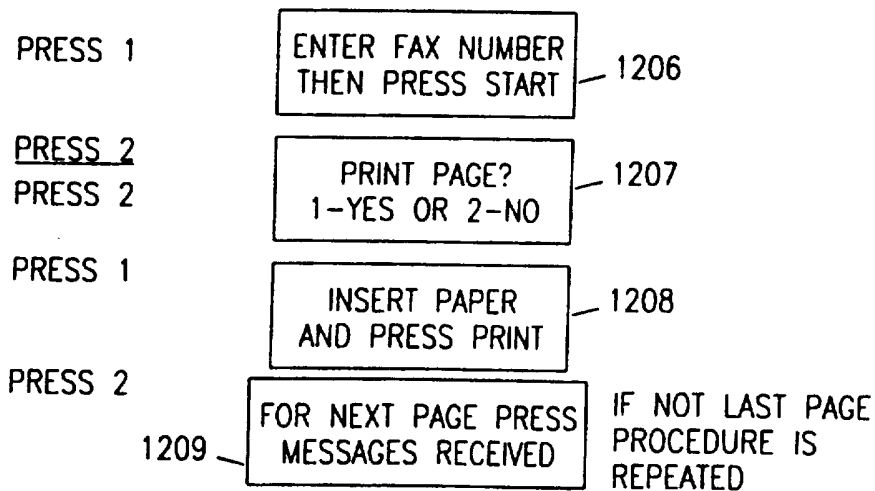 PRESS 1
ENTER FAX NUMBER
THEN PRESS START
1206
PRESS 2
PRESS 2
PRINT PAGE?
1-YES OR 2-NO
1207
PRESS 1
INSERT PAPER
AND PRESS PRINT
1208
PRESS 2
FOR NEXT PAGE PRESS
MESSAGES RECEIVED
1209
IF NOT LAST PAGE
PROCEDURE IS
REPEATED